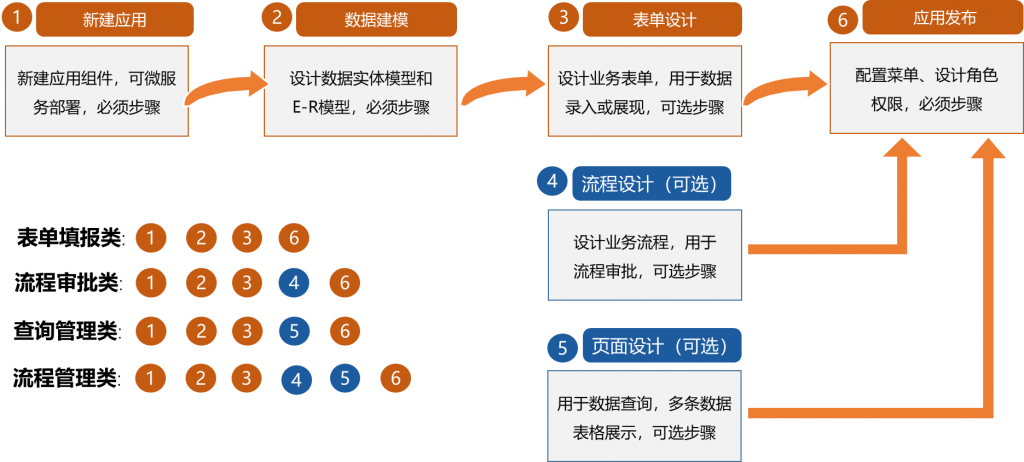 1 新建应用
新建应用组件，可微服
务部署，必须步骤
2 数据建模
设计数据实体模型和
E-R模型，必须步骤
3 表单设计
设计业务表单，用于数据
录入或展现，可选步骤
6 应用发布
配置菜单、设计角色
权限，必须步骤
4 流程设计（可选）
设计业务流程，用于
流程审批，可选步骤
5 页面设计（可选）
用于数据查询，多条数据
表格展示，可选步骤
表单填报类: 1 2 3 6
流程审批类: 1 2 3 4 6
查询管理类: 1 2 3 5 6
流程管理类: 1 2 3 4 5 6